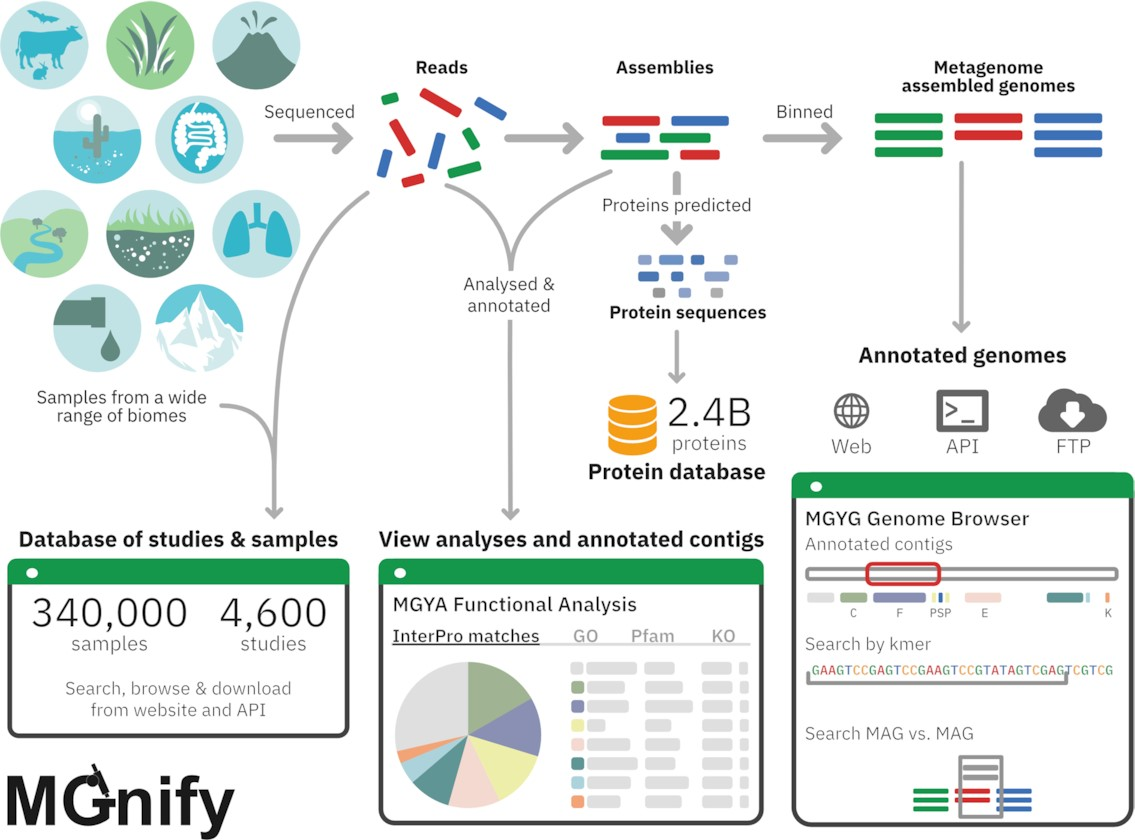 Reads
Assemblies
Metagenome
assembled genomes
Sequenced
Binned
Proteins predicted
Analysed &
annotated
Protein sequences
Annotated genomes
Samples from a wide
range of biomes
2.4B
proteins
Protein database
>_
Web
API
FTP
Database of studies & samples
340,000
samples
4,600
studies
Search, browse & download
from website and API
View analyses and annotated contigs
MGYA Functional Analysis
InterPro matches GO Pfam KO
MGYG Genome Browser
Annotated contigs
C F PSP E K
Search by kmer
GAAGTCCGAGTCCGAAGTCCGTATAGTCGAGTCGTCG
Search MAG vs. MAG
MGnify